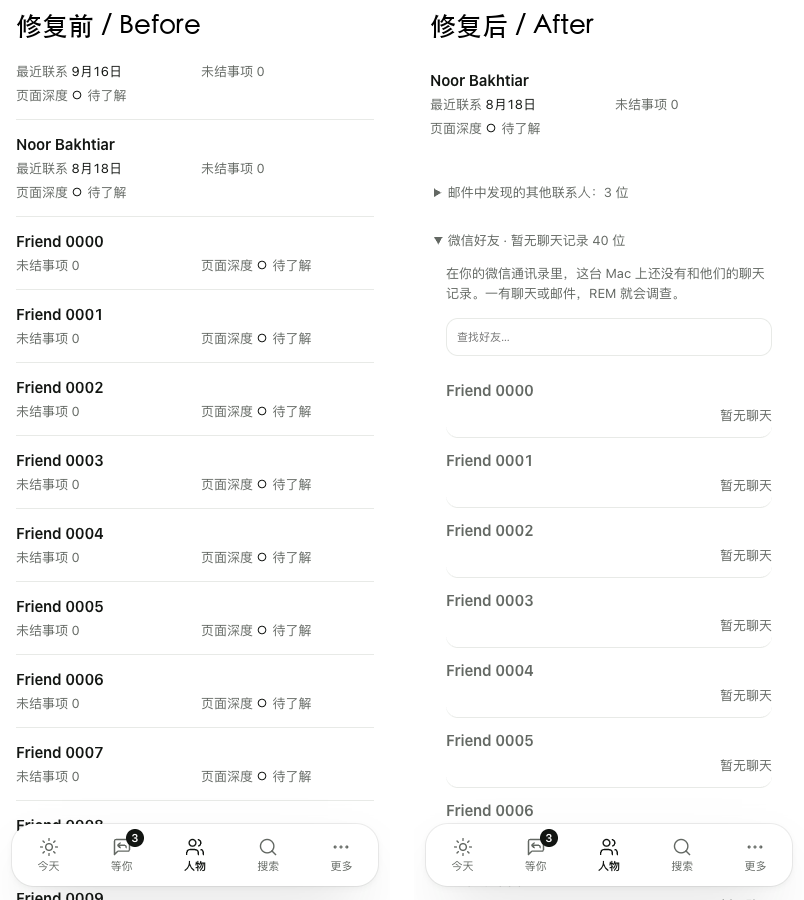 修复前 / Before
最近联系 9月16日 未结事项 0
页面深度 待了解
Noor Bakhtiar
最近联系 8月18日 未结事项 0
页面深度 待了解
Friend 0000
未结事项 0 页面深度 待了解
Friend 0001
未结事项 0 页面深度 待了解
Friend 0002
未结事项 0 页面深度 待了解
Friend 0003
未结事项 0 页面深度 待了解
Friend 0004
未结事项 0 页面深度 待了解
Friend 0005
未结事项 0 页面深度 待了解
Friend 0006
未结事项 0 页面深度 待了解
Friend 0007
未结事项 0 页面深度 待了解
Friend 0008
3
今天 等你 人物 搜索 更多
Friend 0009
修复后 / After
Noor Bakhtiar
最近联系 8月18日 未结事项 0
页面深度 待了解
邮件中发现的其他联系人：3 位
微信好友 · 暂无聊天记录 40 位
在你的微信通讯录里，这台 Mac 上还没有和他们的聊天
记录。一有聊天或邮件，REM 就会调查。
查找好友...
Friend 0000
暂无聊天
Friend 0001
暂无聊天
Friend 0002
暂无聊天
Friend 0003
暂无聊天
Friend 0004
暂无聊天
Friend 0005
暂无聊天
Friend 0006
3
今天 等你 人物 搜索 更多